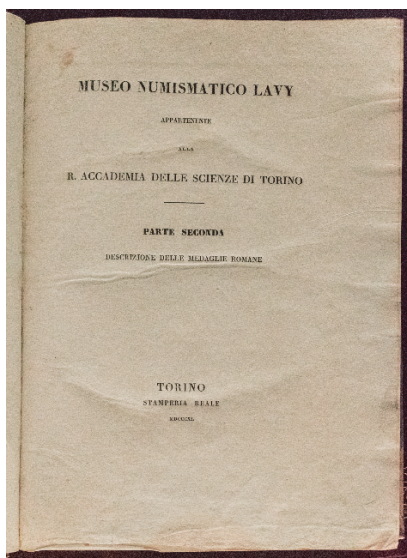 MUSEO NUMISMATICO LAVY
APPARTENENTE
ALLA
R. ACCADEMIA DELLE SCIENZE DI TORINO
PARTE SECONDA
DESCRIZIONE DELLE MEDAGLIE ROMANE
TORINO
STAMPERIA REALE
MDCCCXL